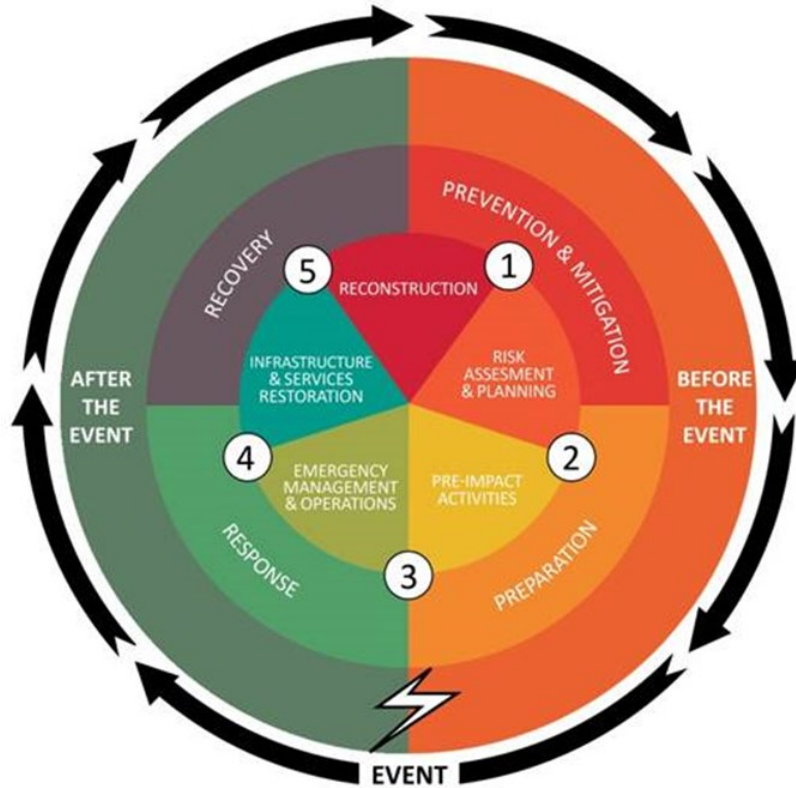 PREVENTION & MITIGATION
RECOVERY
5
1
RECONSTRUCTION
INFRASTRUCTURE
& SERVICES
RESTORATION
RISK
ASSESMENT
& PLANNING
AFTER
THE
EVENT
BEFORE
THE
EVENT
4
2
EMERGENCY
MANAGEMENT
& OPERATIONS
PRE-IMPACT
ACTIVITIES
3
RESPONSE
PREPARATION
EVENT